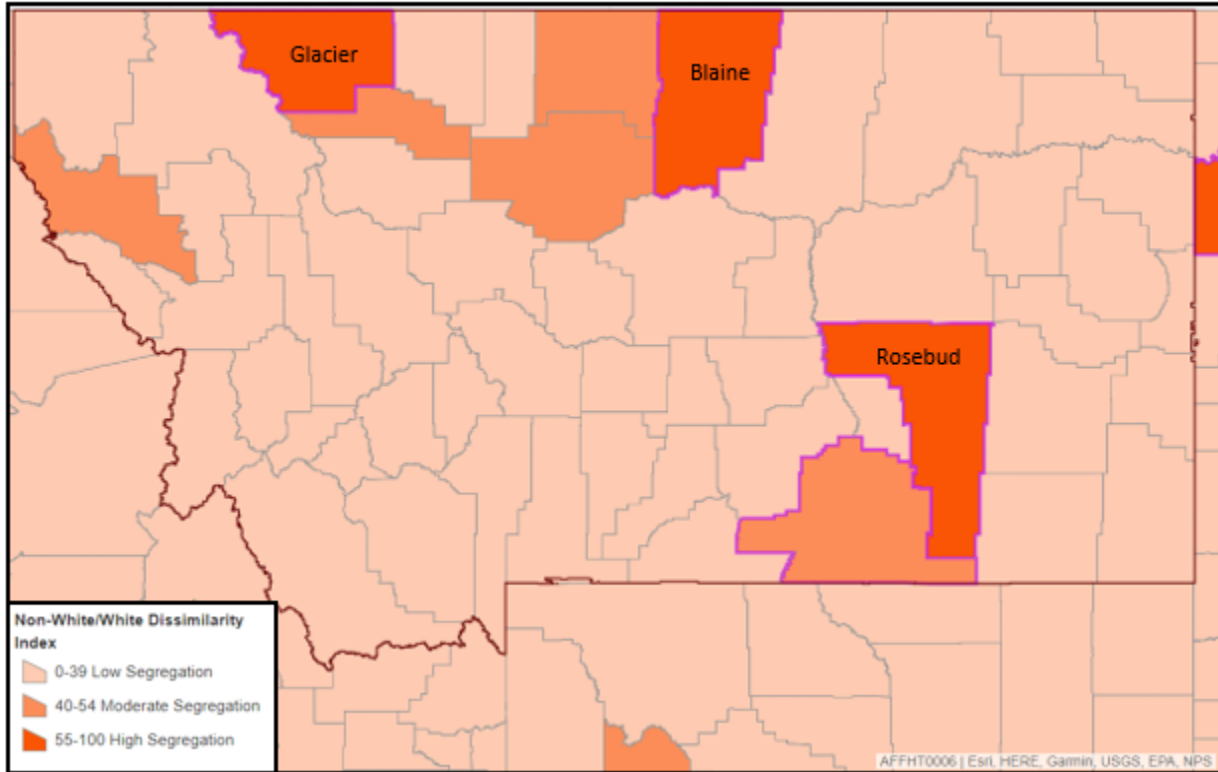 Glacier
Blaine
Rosebud
Non-White/White Dissimilarity
Index
0-39 Low Segregation
40-54 Moderate Segregation
55-100 High Segregation
AFFHT0006 | Esri, HERE, Garmin, USGS, EPA, NPS